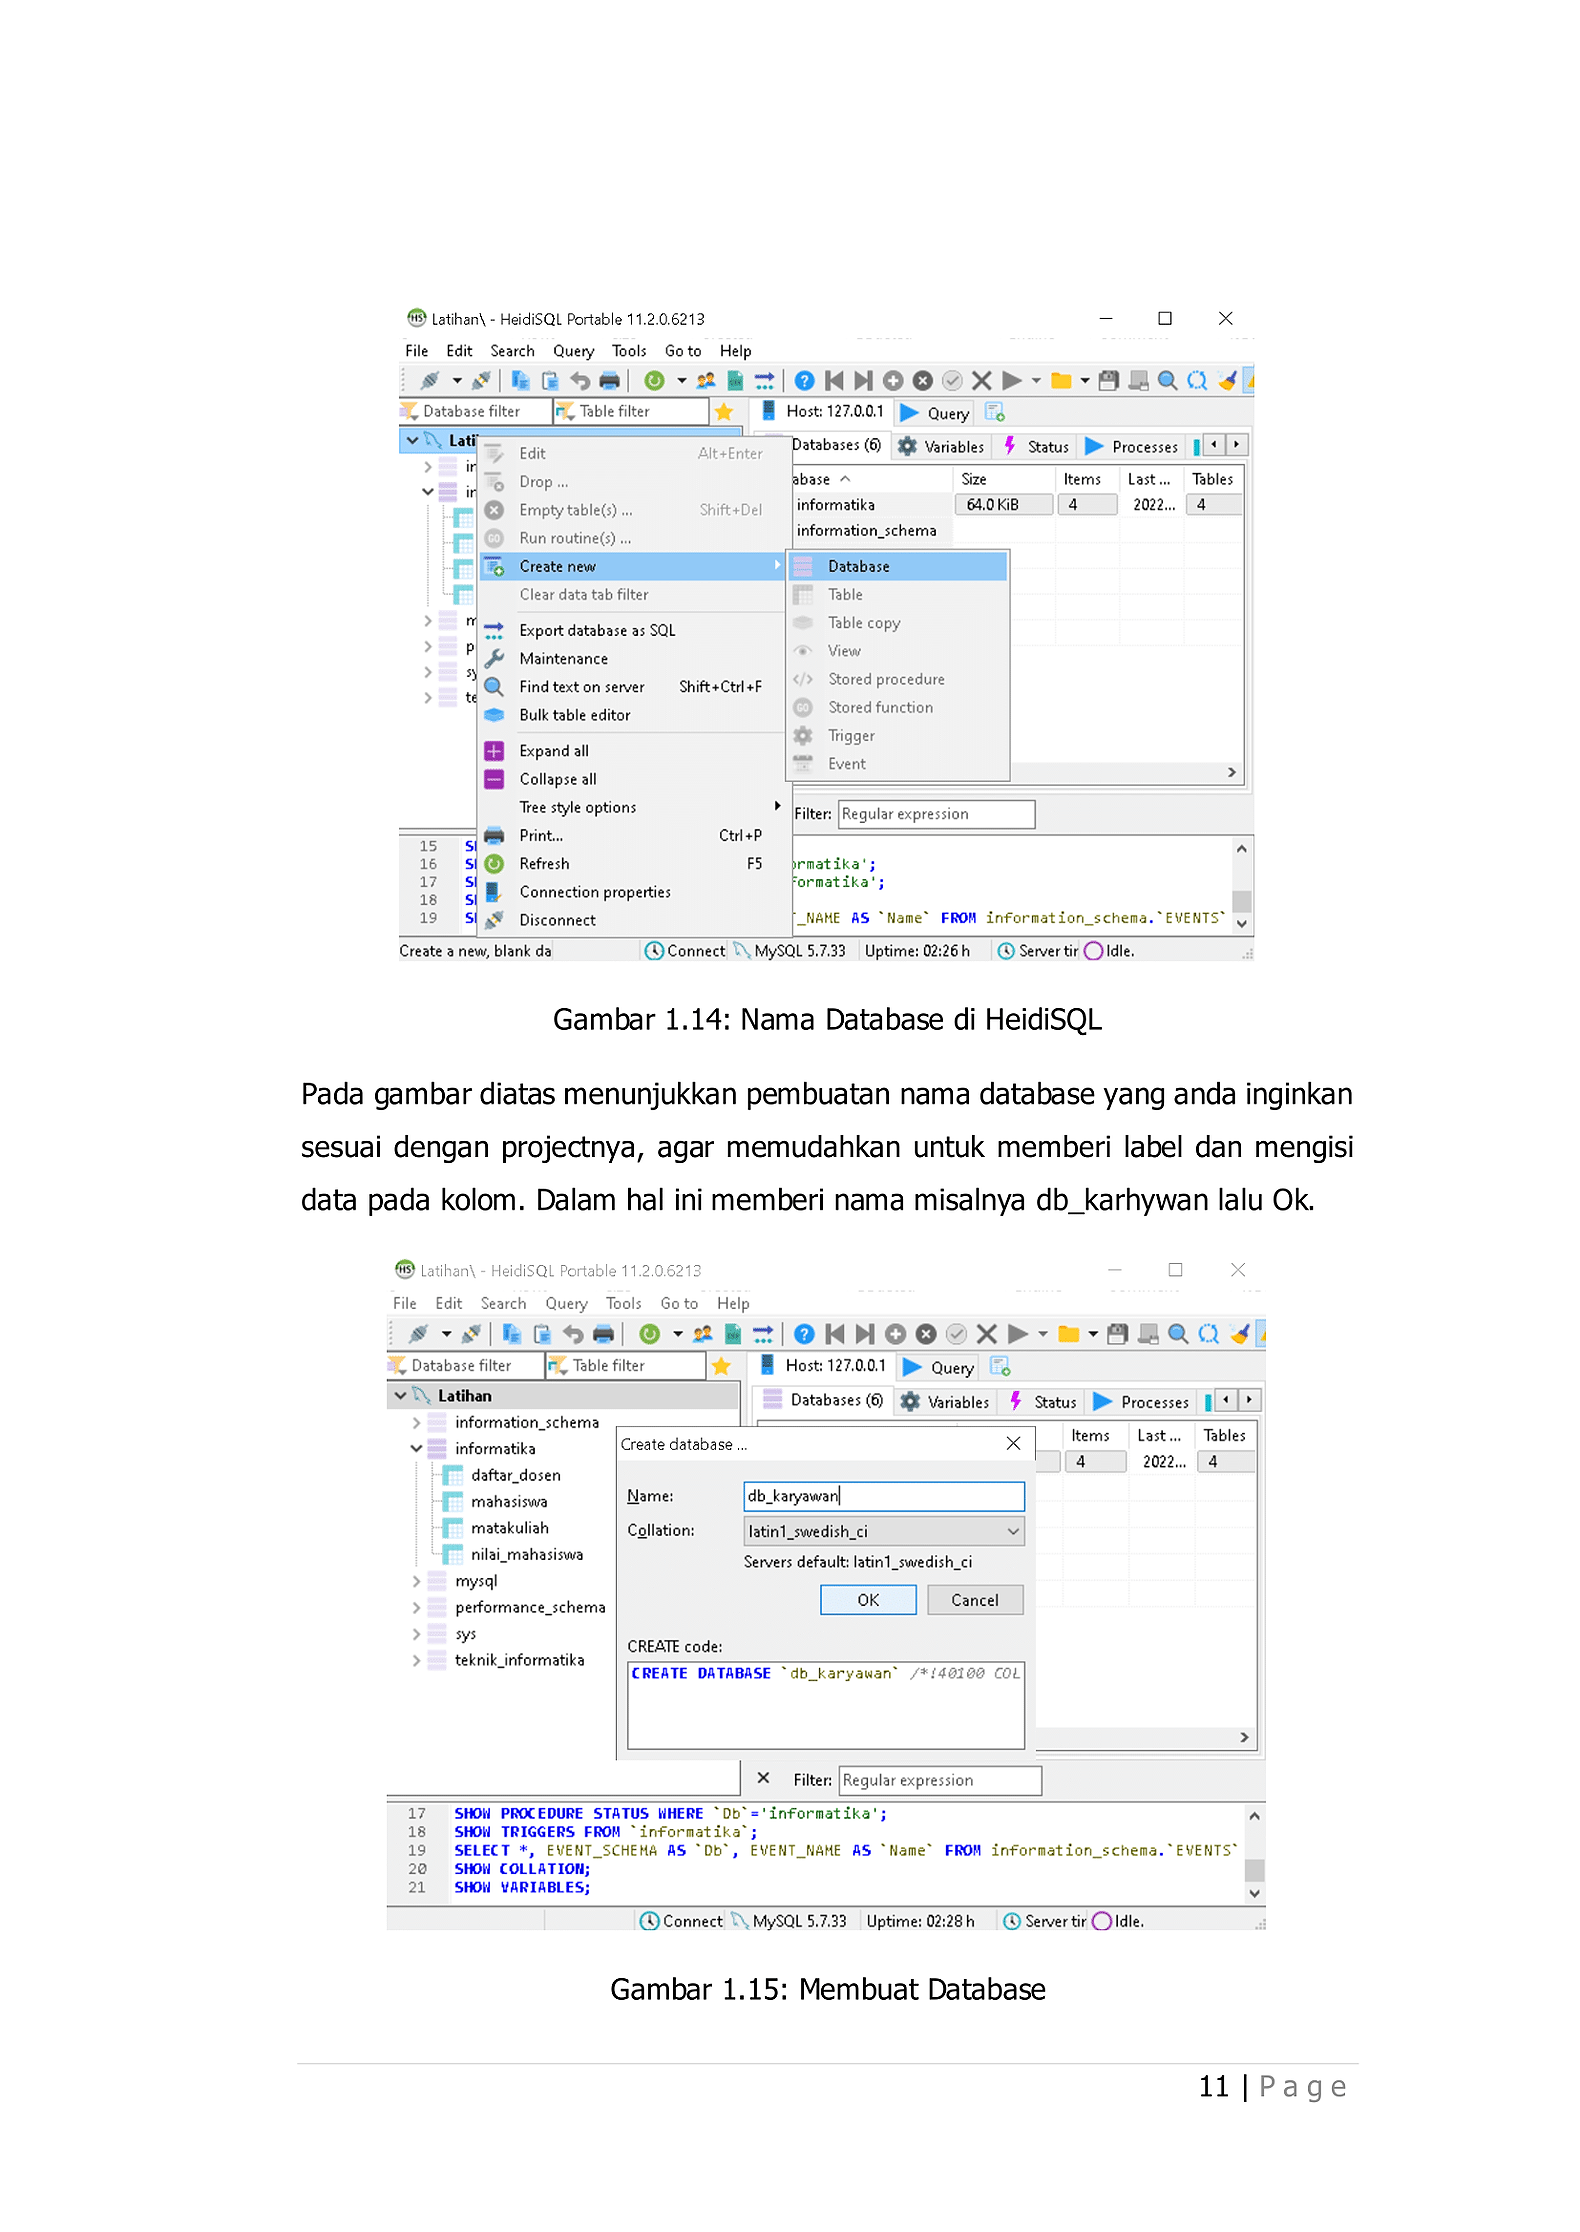 Latihan\ - HeidiSQL Portable 11.2.0.6213
File Edit Search Query Tools Go to Help
Database filter Table filter Host: 127.0.0.1 Query
Databases (6) Variables Status Processes
Size Items Last ... Tables
informatika 64.0 KiB 4 2022... 4
information_schema
Edit Alt+Enter
Drop ...
Empty table(s) ... Shift+Del
Run routine(s) ...
Create new
Clear data tab filter
Export database as SQL
Maintenance
Find text on server Shift+Ctrl+F
Bulk table editor
Expand all
Collapse all
Tree style options
Print... Ctrl+P
Refresh F5
Connection properties
Disconnect
Database
Table
Table copy
View
Stored procedure
Stored function
Trigger
Event
Filter: Regular expression
15
16 ormatika';
17 formatika';
18
19 T_NAME AS `Name` FROM information_schema.`EVENTS`
Create a new, blank da Connect MySQL 5.7.33 Uptime: 02:26 h Server tir Idle.
Gambar 1.14: Nama Database di HeidiSQL
Pada gambar diatas menunjukkan pembuatan nama database yang anda inginkan
sesuai dengan projectnya, agar memudahkan untuk memberi label dan mengisi
data pada kolom. Dalam hal ini memberi nama misalnya db_karhywan lalu Ok.
Latihan\ - HeidiSQL Portable 11.2.0.6213
File Edit Search Query Tools Go to Help
Database filter Table filter Host: 127.0.0.1 Query
Latihan Databases (6) Variables Status Processes
information_schema
informatika
daftar_dosen
mahasiswa
matakuliah
nilai_mahasiswa
mysql
performance_schema
sys
teknik_informatika
Items Last ... Tables
4 2022... 4
Create database ...
Name: db_karyawan
Collation: latin1_swedish_ci
Servers default: latin1_swedish_ci
OK Cancel
CREATE code:
CREATE DATABASE `db_karyawan` /*!40100 COL
Filter: Regular expression
17 SHOW PROCEDURE STATUS WHERE `Db`='informatika';
18 SHOW TRIGGERS FROM `informatika`;
19 SELECT *, EVENT_SCHEMA AS `Db`, EVENT_NAME AS `Name` FROM information_schema.`EVENTS`
20 SHOW COLLATION;
21 SHOW VARIABLES;
Connect MySQL 5.7.33 Uptime: 02:28 h Server tir Idle.
Gambar 1.15: Membuat Database
11 | Page